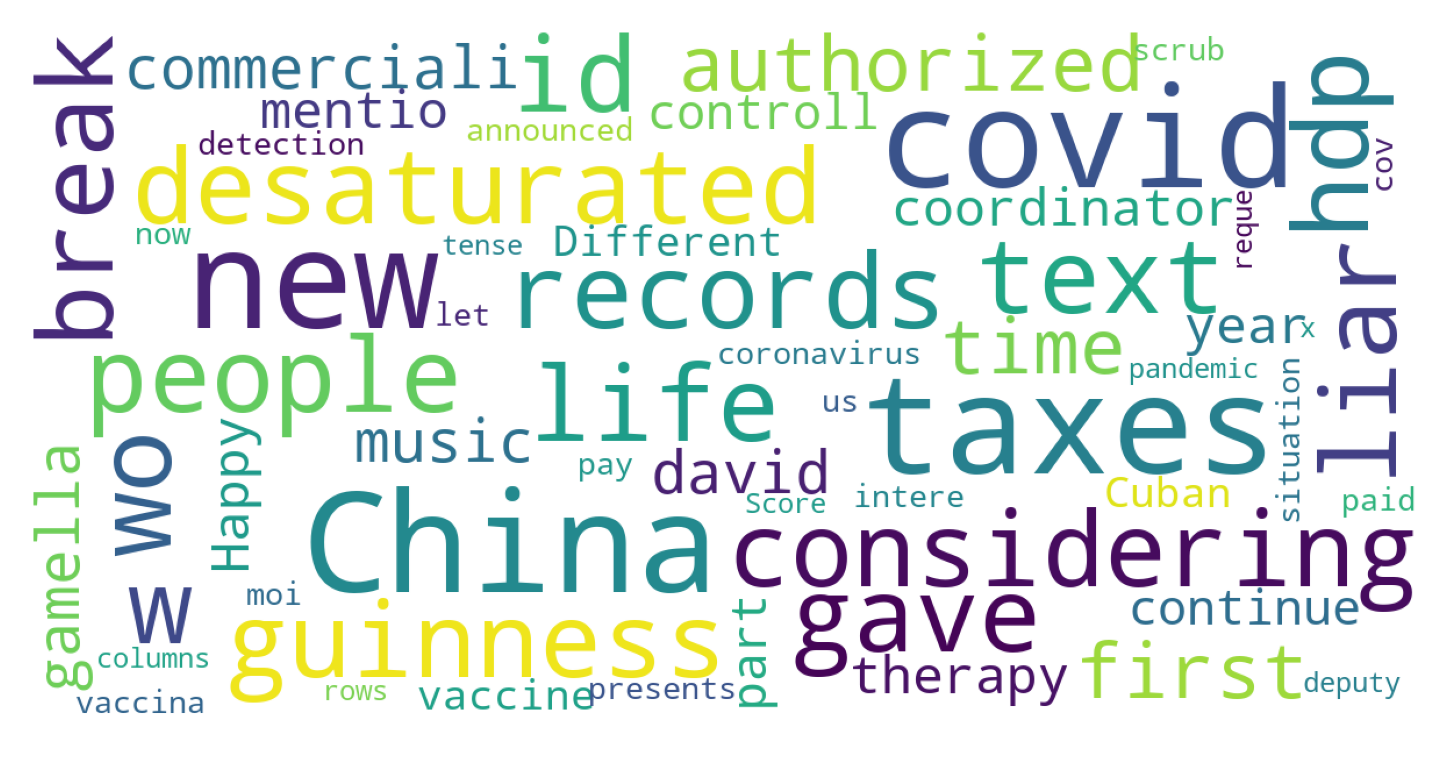 break
commerciali
id
authorized
scrub
mentio
controll
covid
hdp
detection
announced
cov
desaturated
coordinator
reque
now
new
tense
Different
text
let
records
liar
year
x
people
life
coronavirus
time
pandemic
us
taxes
situation
wo
Happy
music
pay
david
gamella
China
Score
intere
Cuban
paid
considering
w
moi
gave
continue
guinness
part
columns
therapy
first
vaccina
rows
vaccine
presents
deputy